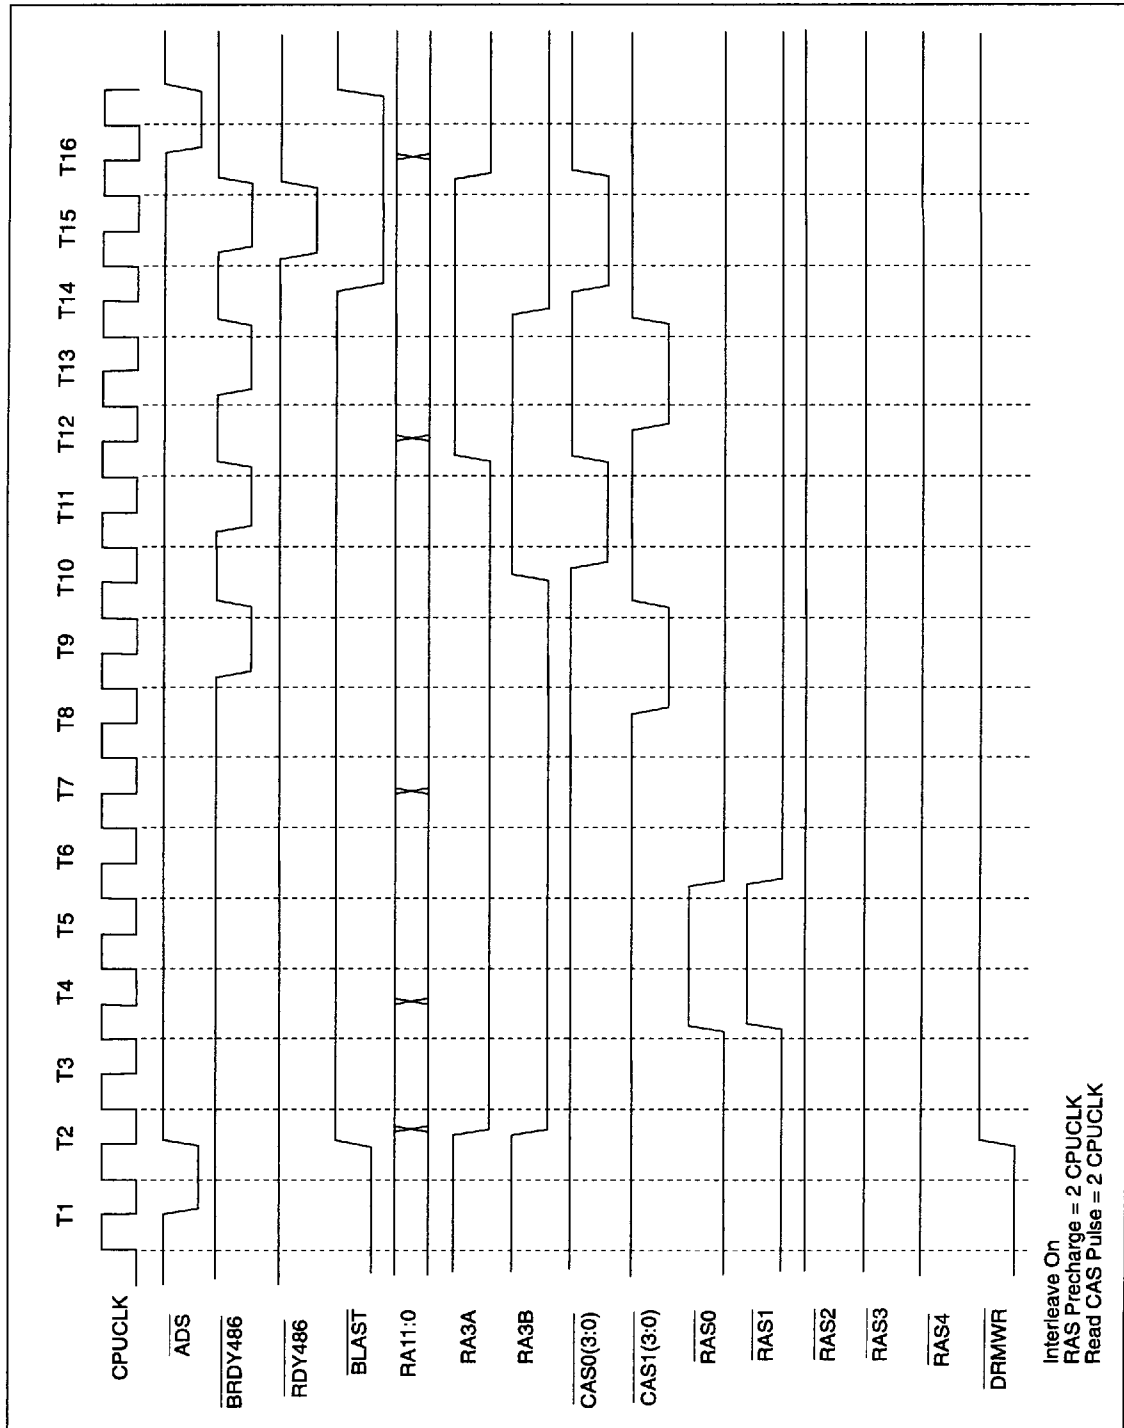 T1 T2 T3 T4 T5 T6 T7 T8 T9 T10 T11 T12 T13 T14 T15 T16
CPUCLK
ADS
BRDY486
RDY486
BLAST
RA11:0
RA3A
RA3B
CAS0(3:0)
CAS1(3:0)
RAS0
RAS1
RAS2
RAS3
RAS4
DRMWR
Interleave On
RAS Precharge = 2 CPUCLK
Read CAS Pulse = 2 CPUCLK